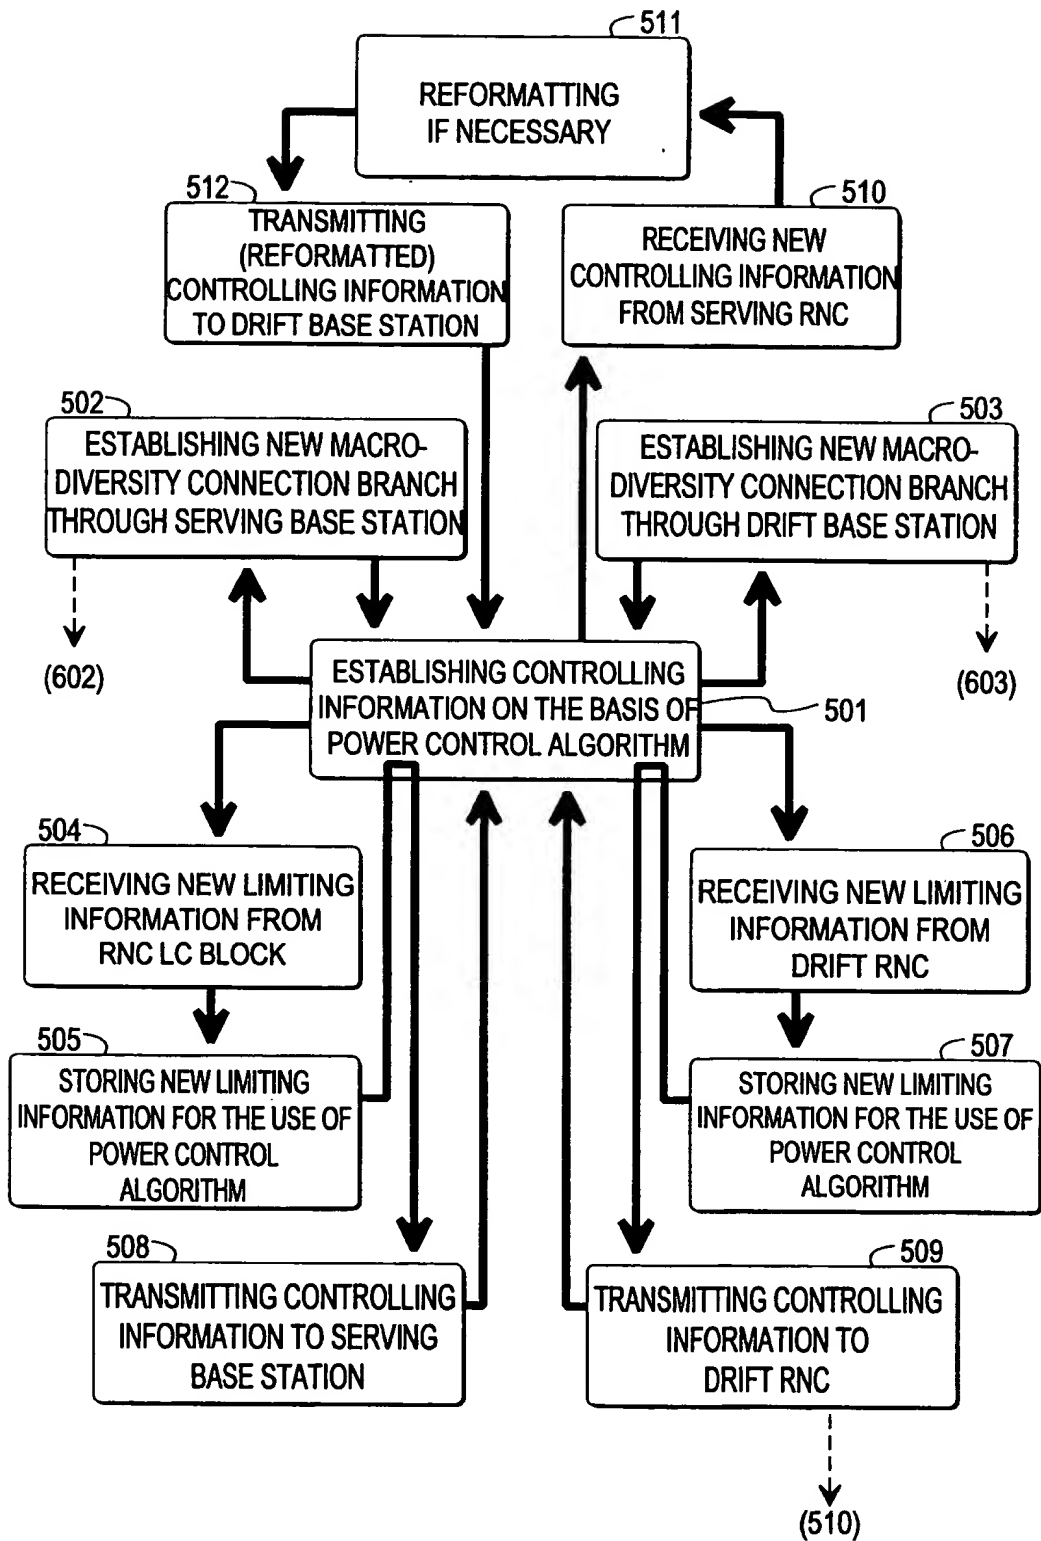 511
REFORMATTING
IF NECESSARY
512
TRANSMITTING
(REFORMATTED)
CONTROLLING INFORMATION
TO DRIFT BASE STATION
510
RECEIVING NEW
CONTROLLING INFORMATION
FROM SERVING RNC
502
ESTABLISHING NEW MACRO-
DIVERSITY CONNECTION BRANCH
THROUGH SERVING BASE STATION
503
ESTABLISHING NEW MACRO-
DIVERSITY CONNECTION BRANCH
THROUGH DRIFT BASE STATION
(602)
(603)
ESTABLISHING CONTROLLING
INFORMATION ON THE BASIS OF
POWER CONTROL ALGORITHM
501
504
RECEIVING NEW LIMITING
INFORMATION FROM
RNC LC BLOCK
506
RECEIVING NEW LIMITING
INFORMATION FROM
DRIFT RNC
505
STORING NEW LIMITING
INFORMATION FOR THE USE OF
POWER CONTROL
ALGORITHM
507
STORING NEW LIMITING
INFORMATION FOR THE USE OF
POWER CONTROL
ALGORITHM
508
TRANSMITTING CONTROLLING
INFORMATION TO SERVING
BASE STATION
509
TRANSMITTING CONTROLLING
INFORMATION TO
DRIFT RNC
(510)